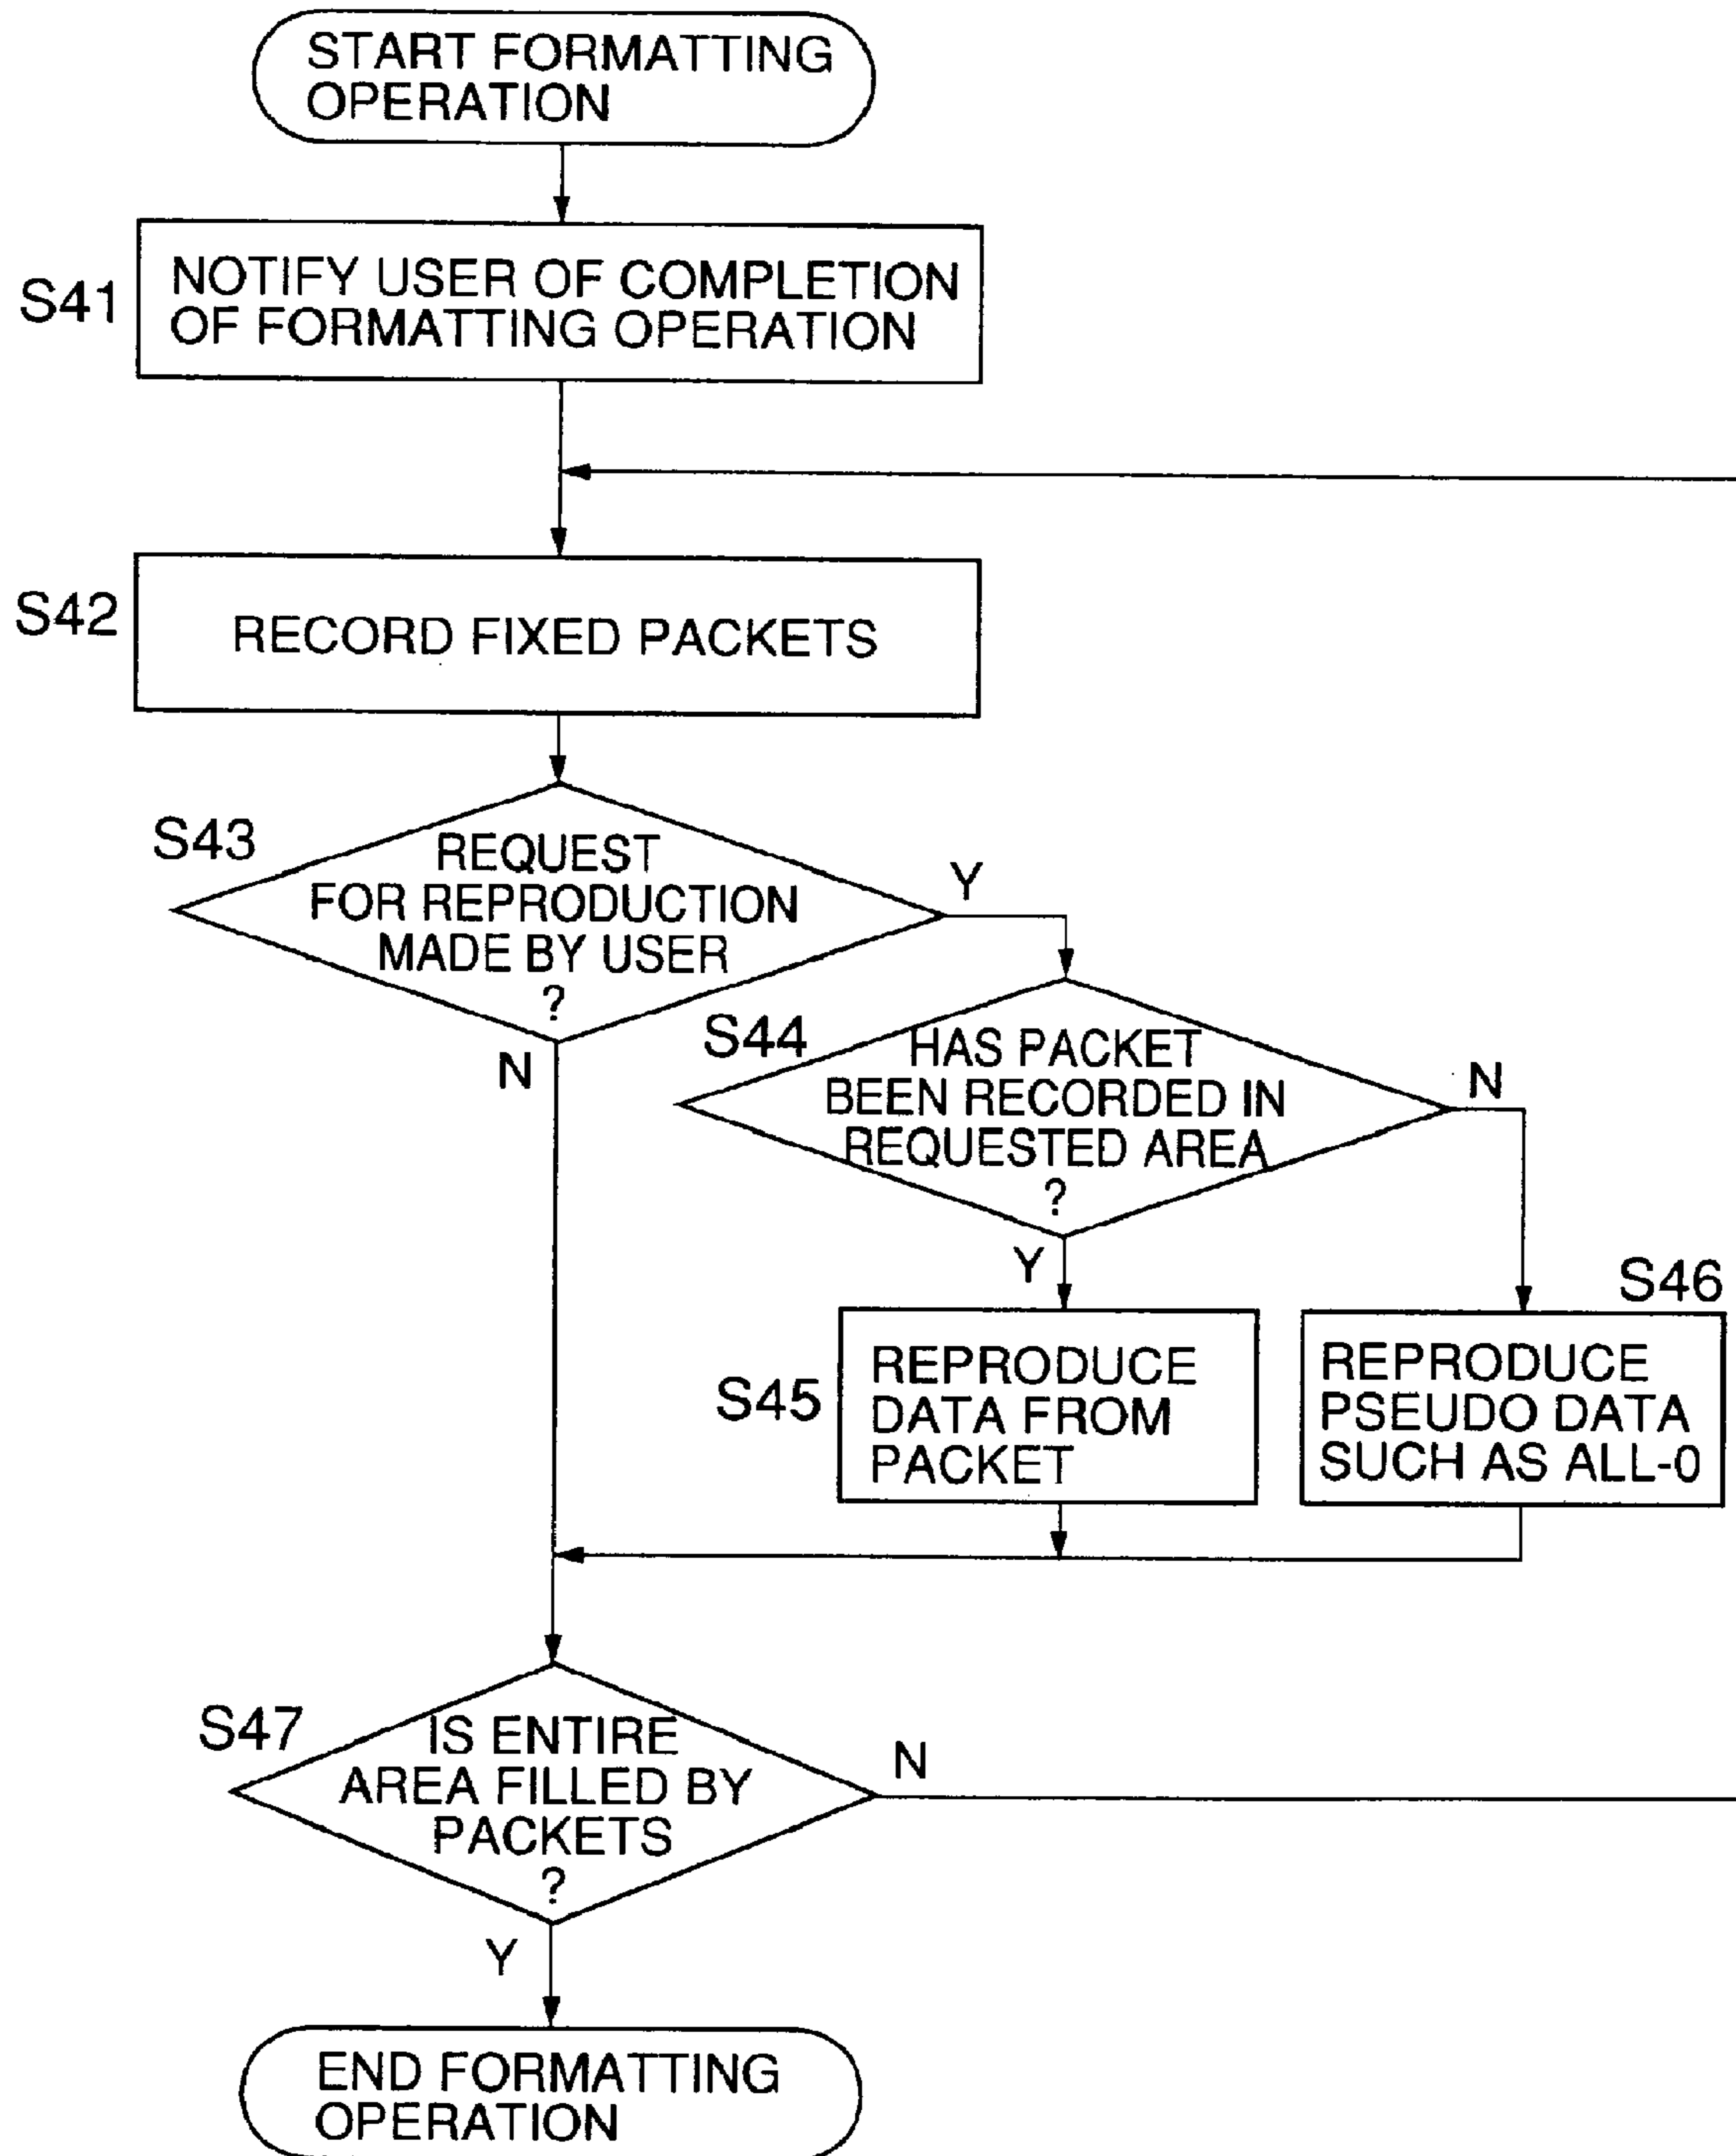 START FORMATTING
OPERATION
S41
NOTIFY USER OF COMPLETION
OF FORMATTING OPERATION
S42
RECORD FIXED PACKETS
S43
REQUEST
FOR REPRODUCTION
MADE BY USER
?
Y
N
S44
HAS PACKET
BEEN RECORDED IN
REQUESTED AREA
?
N
Y
S45
REPRODUCE
DATA FROM
PACKET
S46
REPRODUCE
PSEUDO DATA
SUCH AS ALL-0
S47
IS ENTIRE
AREA FILLED BY
PACKETS
?
N
Y
END FORMATTING
OPERATION